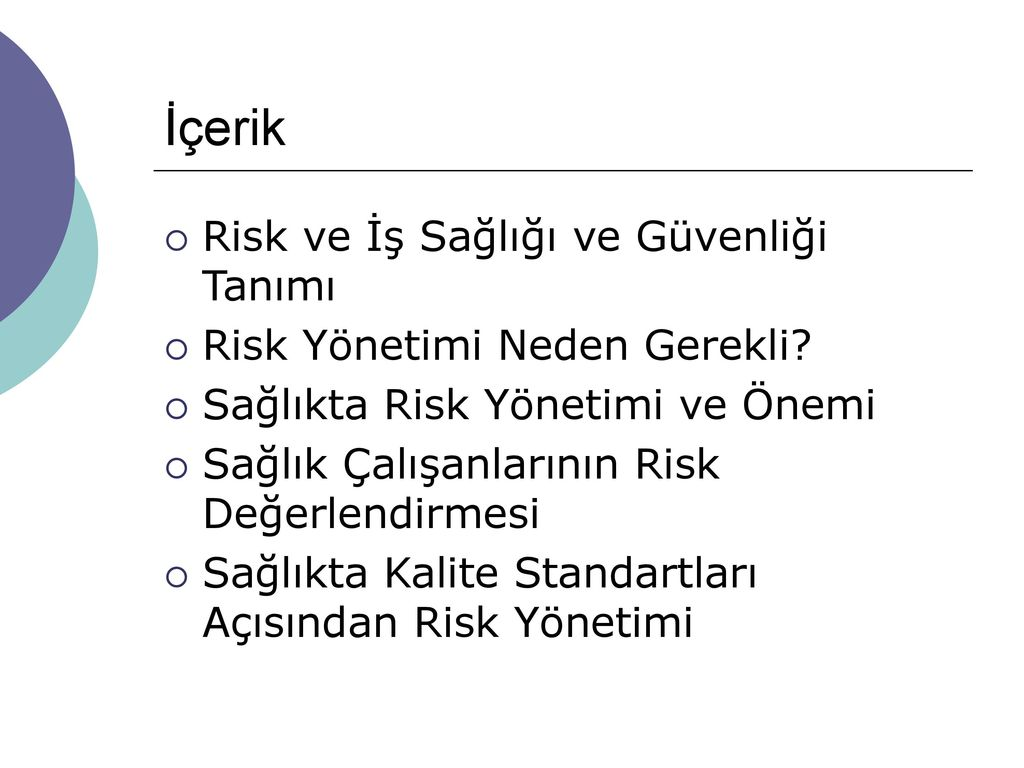 İçerik
Risk ve İş Sağlığı ve Güvenliği
Tanımı
Risk Yönetimi Neden Gerekli?
Sağlıkta Risk Yönetimi ve Önemi
Sağlık Çalışanlarının Risk
Değerlendirmesi
Sağlıkta Kalite Standartları
Açısından Risk Yönetimi